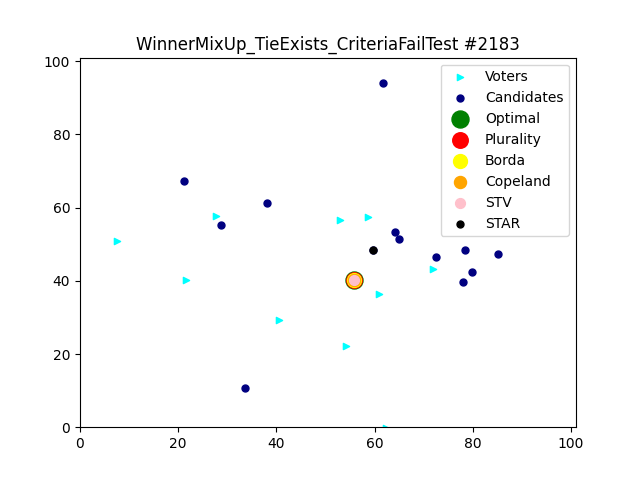 WinnerMixUp_TieExists_CriteriaFailTest #2183
100
80
60
40
20
0
0
20
40
60
80
100
Voters
Candidates
Optimal
Plurality
Borda
Copeland
STV
STAR